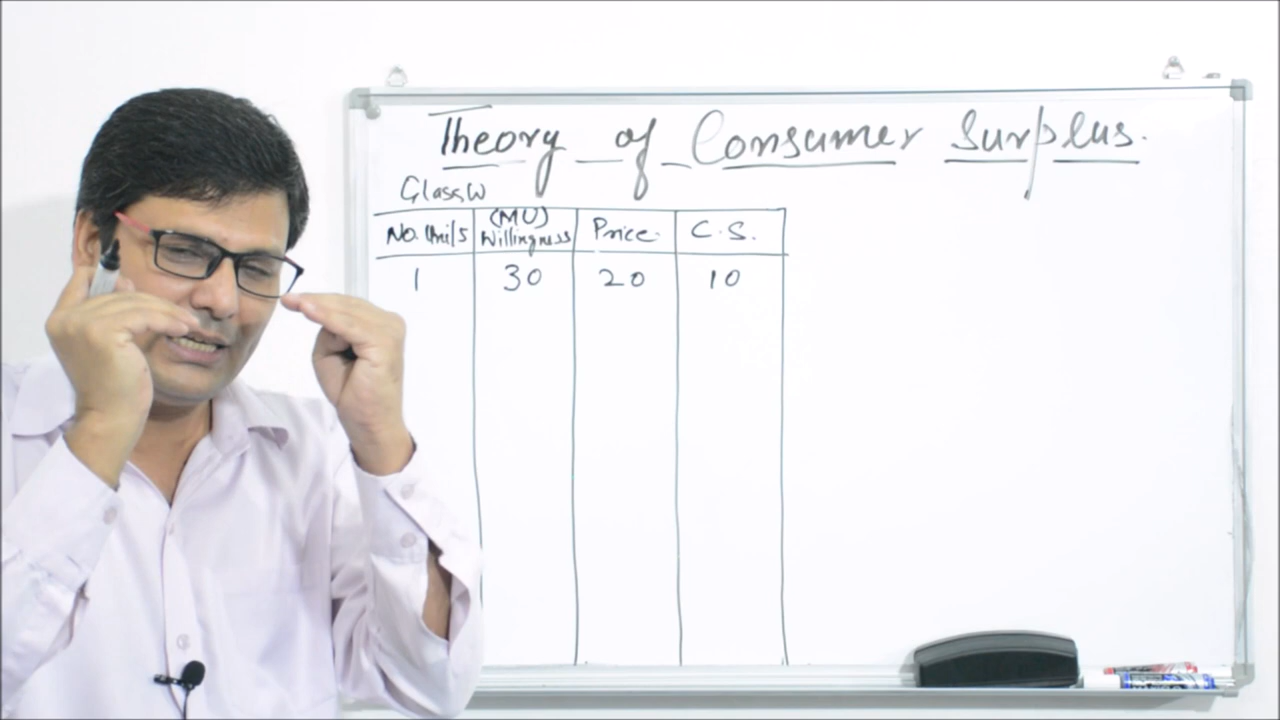 Theory of Consumer Surplus.
Glass W
No. Units (MU) Willingness Price. C.S.
1 30 20 10